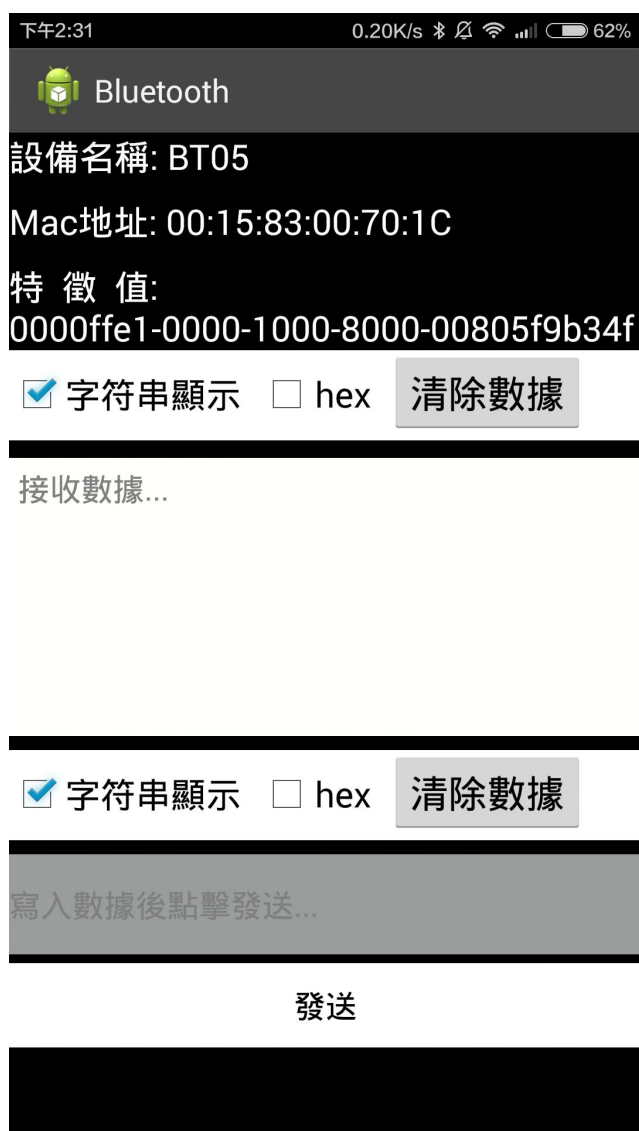 下午2:31 0.20K/s 62%
Bluetooth
設備名稱: BT05
Mac地址: 00:15:83:00:70:1C
特 徵 值:
0000ffe1-0000-1000-8000-00805f9b34f
字符串顯示 hex 清除數據
接收數據...
字符串顯示 hex 清除數據
寫入數據後點擊發送...
發送